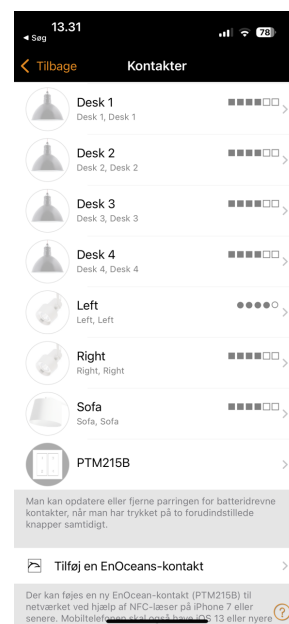 13.31
◀ Søg
78
Tilbage
Kontakter
Desk 1
Desk 1, Desk 1
Desk 2
Desk 2, Desk 2
Desk 3
Desk 3, Desk 3
Desk 4
Desk 4, Desk 4
Left
Left, Left
Right
Right, Right
Sofa
Sofa, Sofa
PTM215B
Man kan opdatere eller fjerne parringen for batteridrevne
kontakter, når man har trykket på to forudindstillede
knapper samtidigt.
Tilføj en EnOceans-kontakt
Der kan føjes en ny EnOcean-kontakt (PTM215B) til
netværket ved hjælp af NFC-læser på iPhone 7 eller
senere. Mobiltelefonen skal også have iOS 13 eller nyere
?